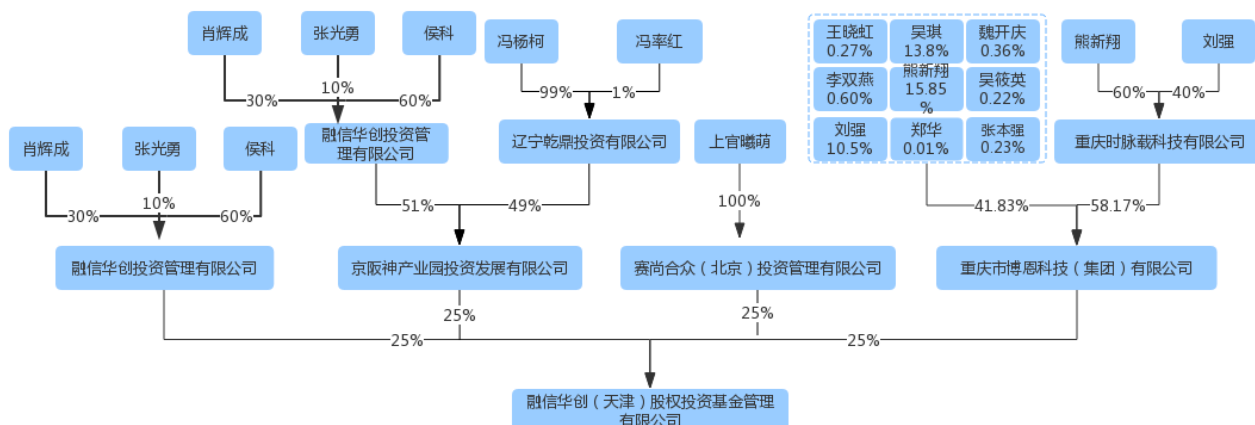 肖辉成
张光勇
侯科
冯杨柯
冯率红
王晓虹
0.27%
吴琪
13.8%
魏开庆
0.36%
李双燕
0.60%
熊新翔
15.85
%
吴筱英
0.22%
刘强
10.5%
郑华
0.01%
张本强
0.23%
熊新翔
刘强
30%
10%
60%
99%
1%
60%
40%
肖辉成
张光勇
侯科
融信华创投资管
理有限公司
辽宁乾鼎投资有限公司
上官曦荫
重庆时脉载科技有限公司
30%
10%
60%
51%
49%
100%
41.83%
58.17%
融信华创投资管理有限公司
京阪神产业园投资发展有限公司
赛尚合众（北京）投资管理有限公司
重庆市博恩科技（集团）有限公司
25%
25%
25%
25%
融信华创（天津）股权投资基金管理
有限公司